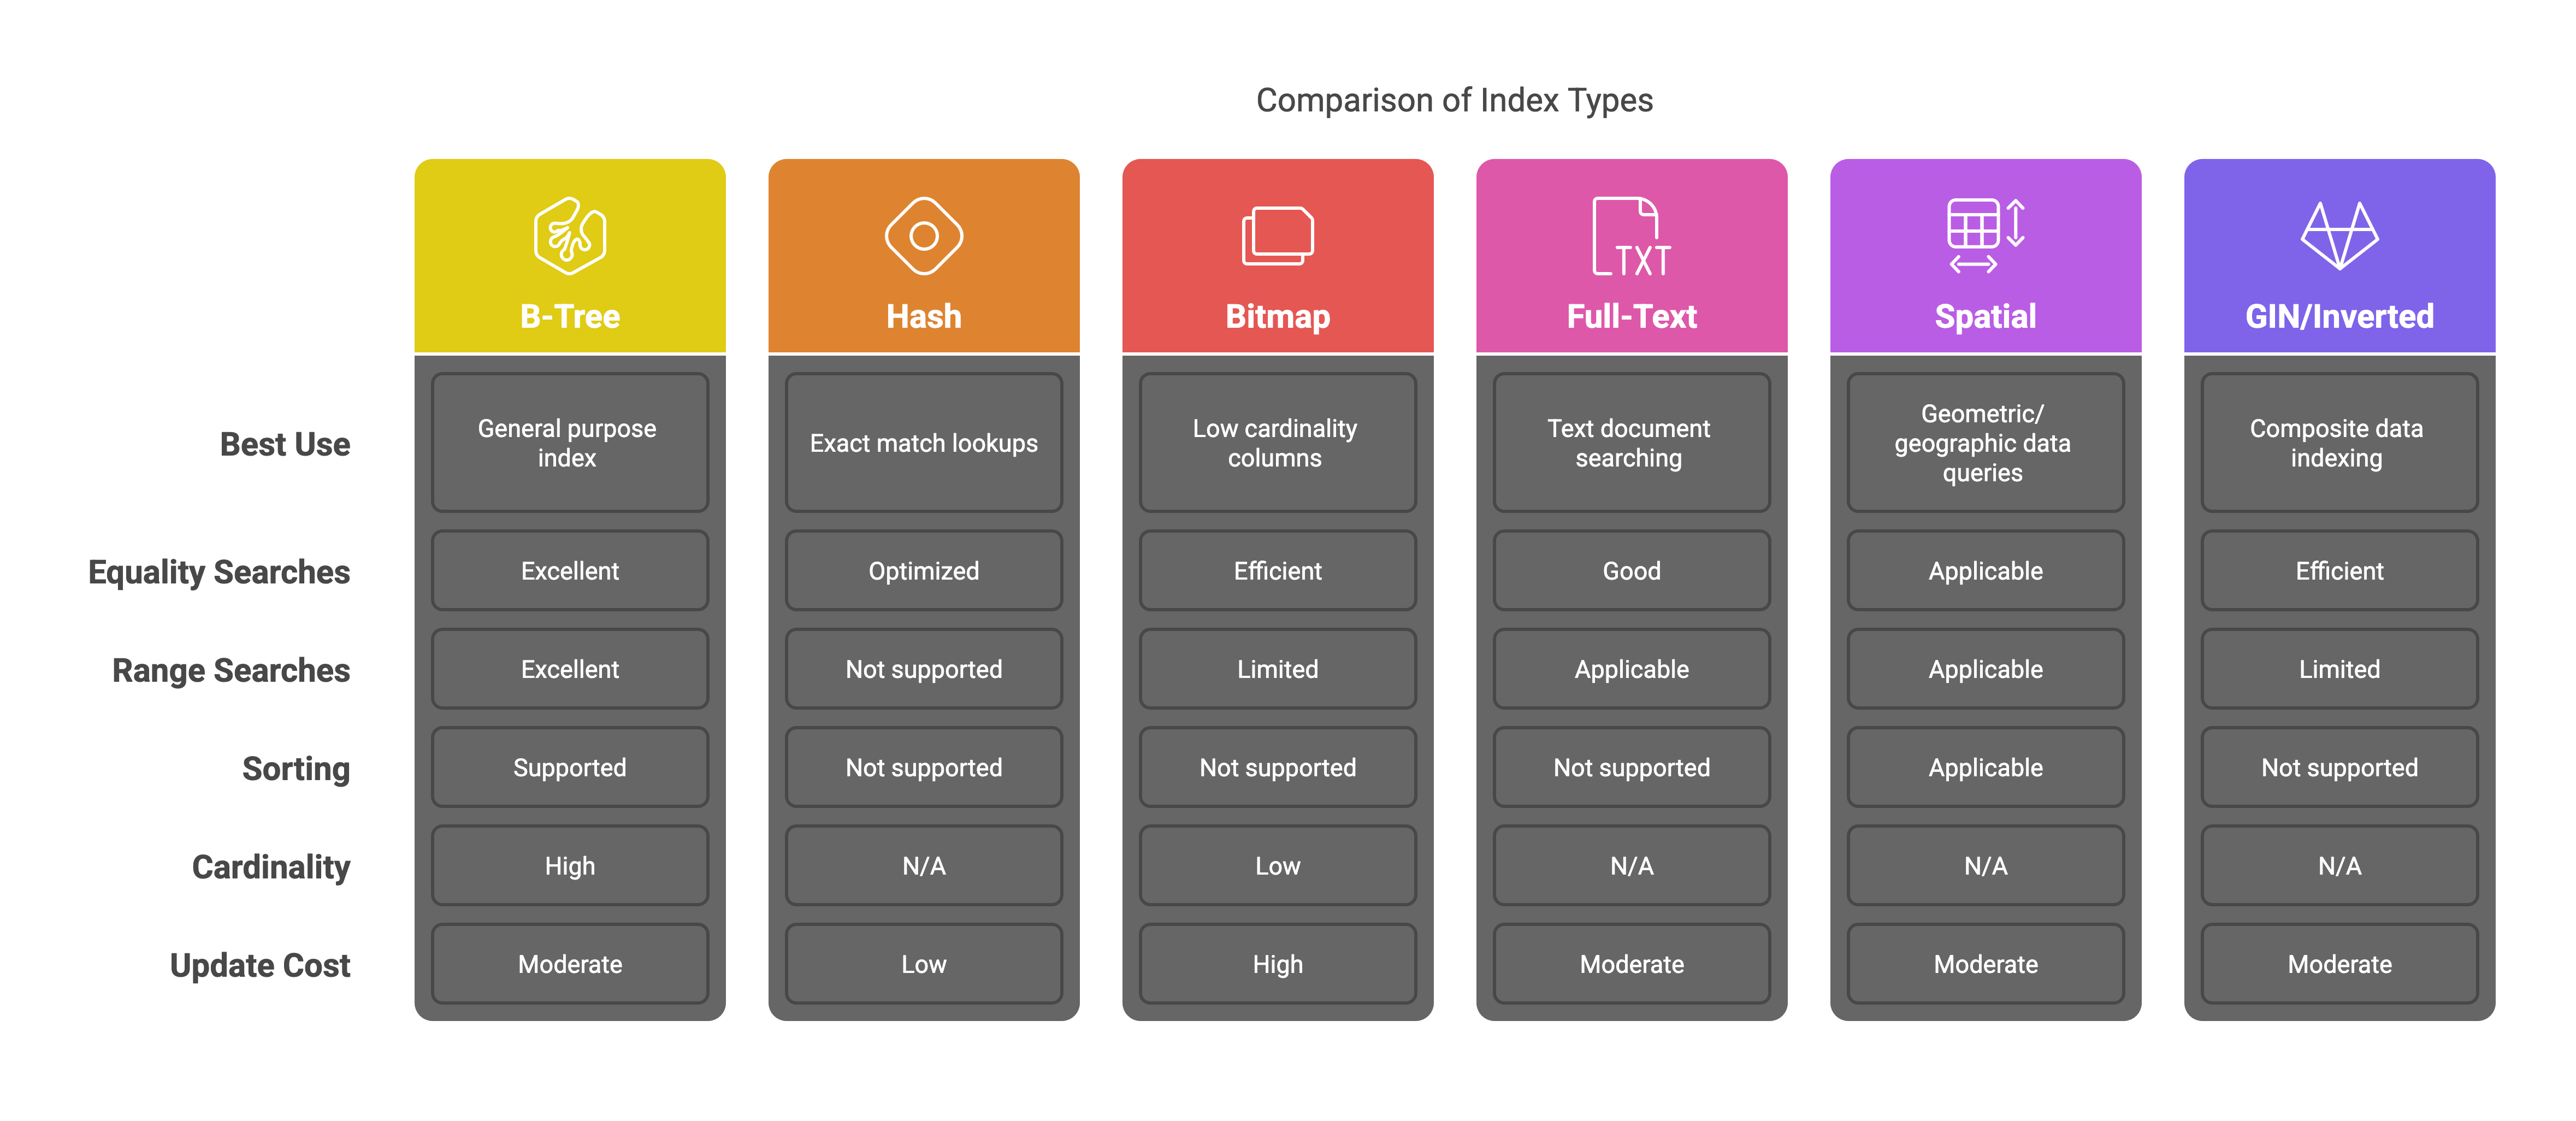 Comparison of Index Types
TXT
B-Tree
Hash
Bitmap
Full-Text
Spatial
GIN/Inverted
Best Use
General purpose
index
Exact match lookups
Low cardinality
columns
Text document
searching
Geometric/
geographic data
queries
Composite data
indexing
Equality Searches
Excellent
Optimized
Efficient
Good
Applicable
Efficient
Range Searches
Excellent
Not supported
Limited
Applicable
Applicable
Limited
Sorting
Supported
Not supported
Not supported
Not supported
Applicable
Not supported
Cardinality
High
N/A
Low
N/A
N/A
N/A
Update Cost
Moderate
Low
High
Moderate
Moderate
Moderate